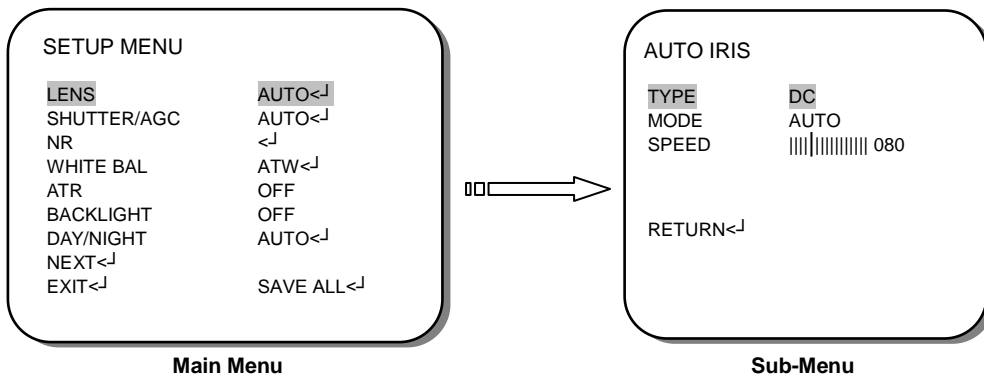 SETUP MENU
LENS AUTO<┘
SHUTTER/AGC AUTO<┘
NR <┘
WHITE BAL ATW<┘
ATR OFF
BACKLIGHT OFF
DAY/NIGHT AUTO<┘
NEXT<┘
EXIT<┘ SAVE ALL<┘
Main Menu
AUTO IRIS
TYPE DC
MODE AUTO
SPEED ||||||||||||||| 080
RETURN<┘
Sub-Menu